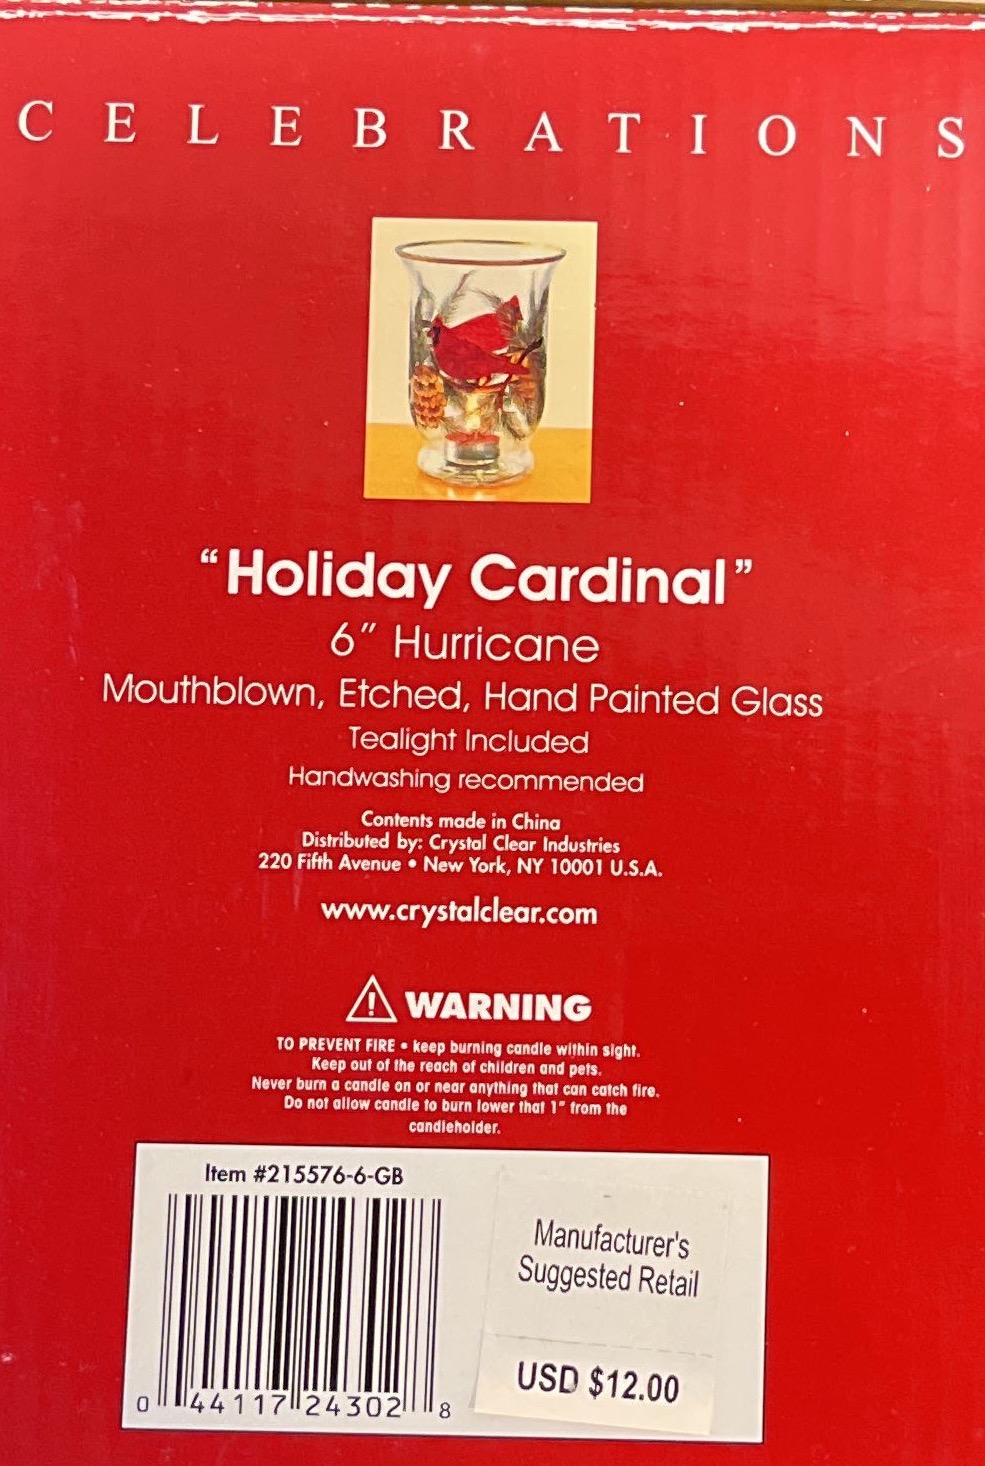 CELEBRATIONS
“Holiday Cardinal”
6” Hurricane
Mouthblown, Etched, Hand Painted Glass
Tealight Included
Handwashing recommended
Contents made in China
Distributed by: Crystal Clear Industries
220 Fifth Avenue • New York, NY 10001 U.S.A.
www.crystalclear.com
WARNING
TO PREVENT FIRE • keep burning candle within sight.
Keep out of the reach of children and pets.
Never burn a candle on or near anything that can catch fire.
Do not allow candle to burn lower that 1” from the
candleholder.
Item #215576-6-GB
0 44117 24302 8
Manufacturer's
Suggested Retail
USD $12.00